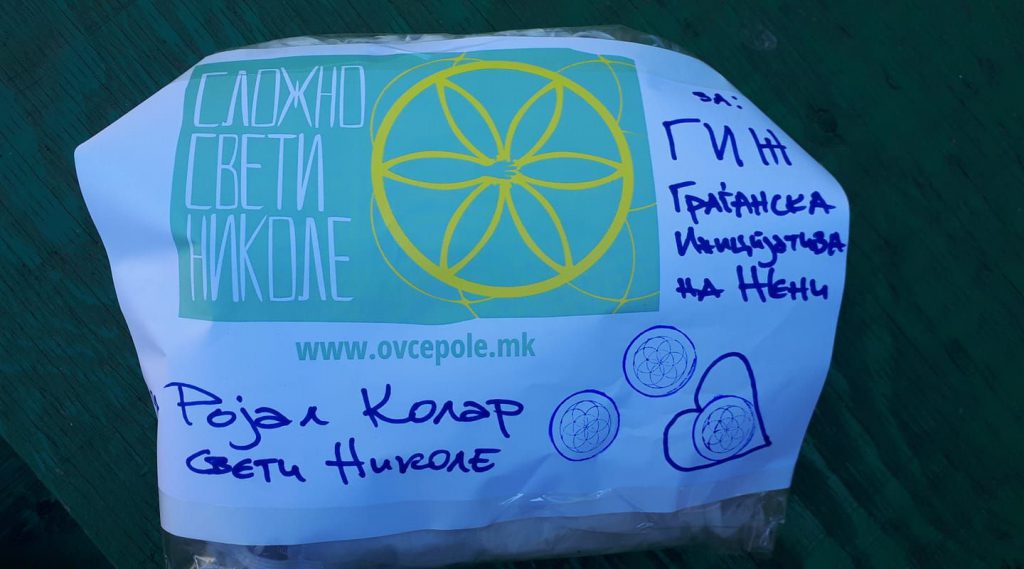 СЛОЖНО
СВЕТИ
НИКОЛЕ
www.ovcepole.mk
за:
ГИЖ
Граѓанска
Иницијатива
на Жени
Ројал Колар
свети Николе